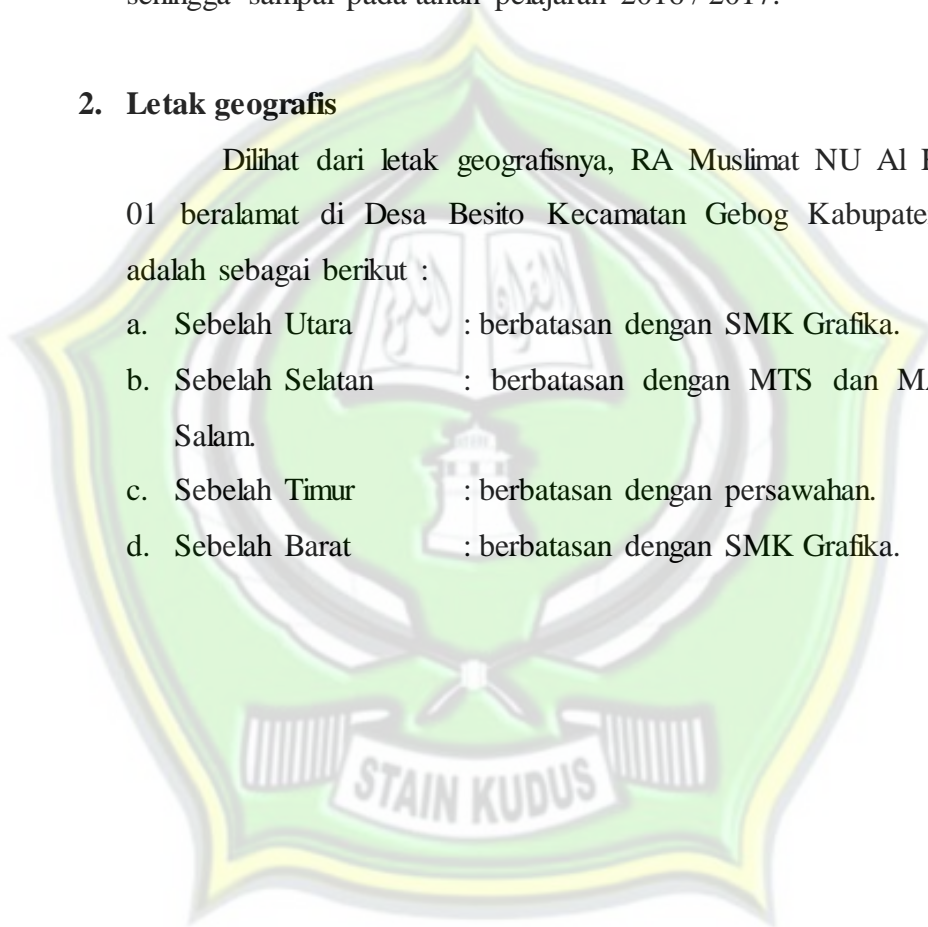 sehingga sampai pada tahun pelajaran 2016 / 2017.
2. Letak geografis
Dilihat dari letak geografisnya, RA Muslimat NU Al
01 beralamat di Desa Besito Kecamatan Gebog
adalah sebagai berikut :
a. Sebelah Utara : berbatasan dengan SMK Grafika.
b. Sebelah Selatan : berbatasan dengan MTS dan
Salam.
c. Sebelah Timur : berbatasan dengan persawahan.
d. Sebelah Barat : berbatasan dengan SMK Grafika.
STAIN KUDUS